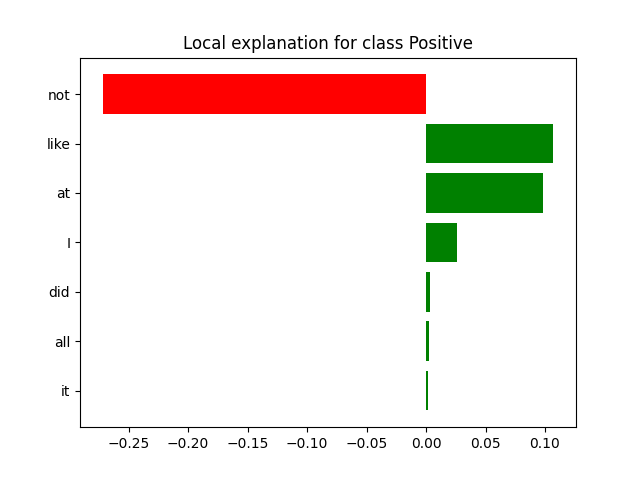 Local explanation for class Positive
not
like
at
I
did
all
it
−0.25 −0.20 −0.15 −0.10 −0.05 0.00 0.05 0.10